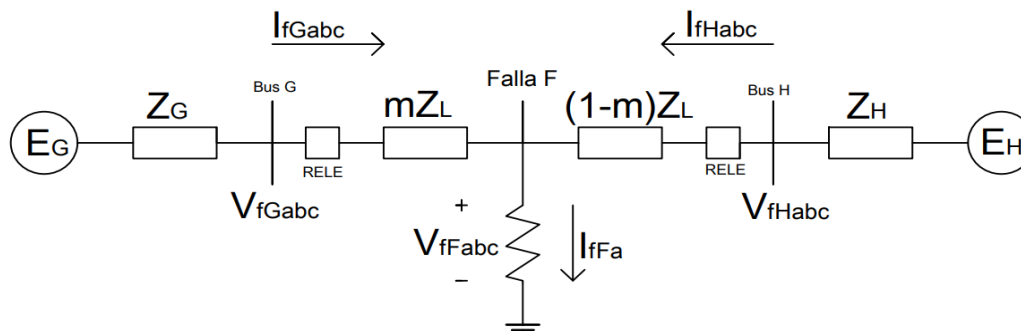 IfGabc
IfHabc
Falla F
Bus G
Bus H
ZG
mZL
(1-m)ZL
ZH
EG
EH
RELE
RELE
VfGabc
VfHabc
+
VfFabc
–
IfFa